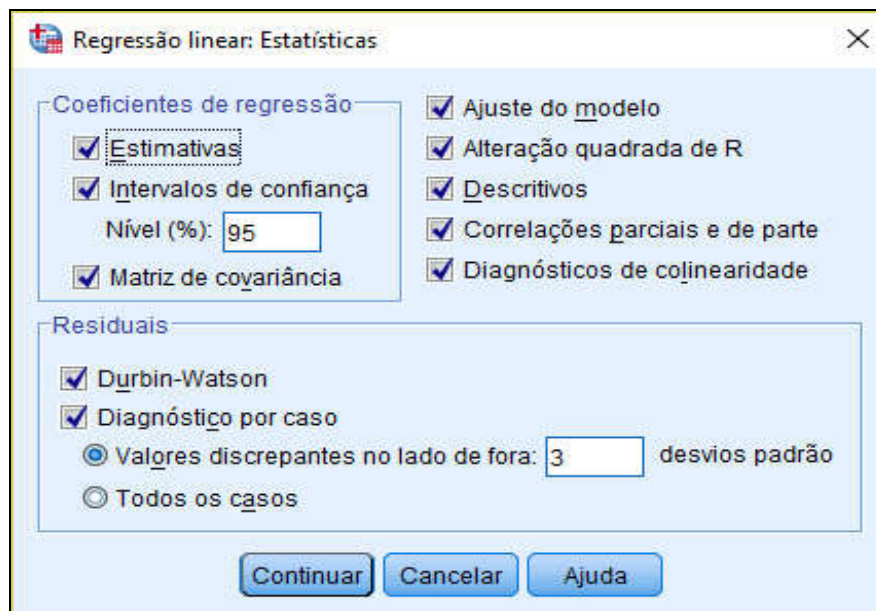 Regressão linear: Estatísticas
Coeficientes de regressão
Estimativas
Intervalos de confiança
Nível (%): 95
Matriz de covariância
Ajuste do modelo
Alteração quadrada de R
Descritivos
Correlações parciais e de parte
Diagnósticos de colinearidade
Residuais
Durbin-Watson
Diagnóstico por caso
Valores discrepantes no lado de fora: 3 desvios padrão
Todos os casos
Continuar Cancelar Ajuda